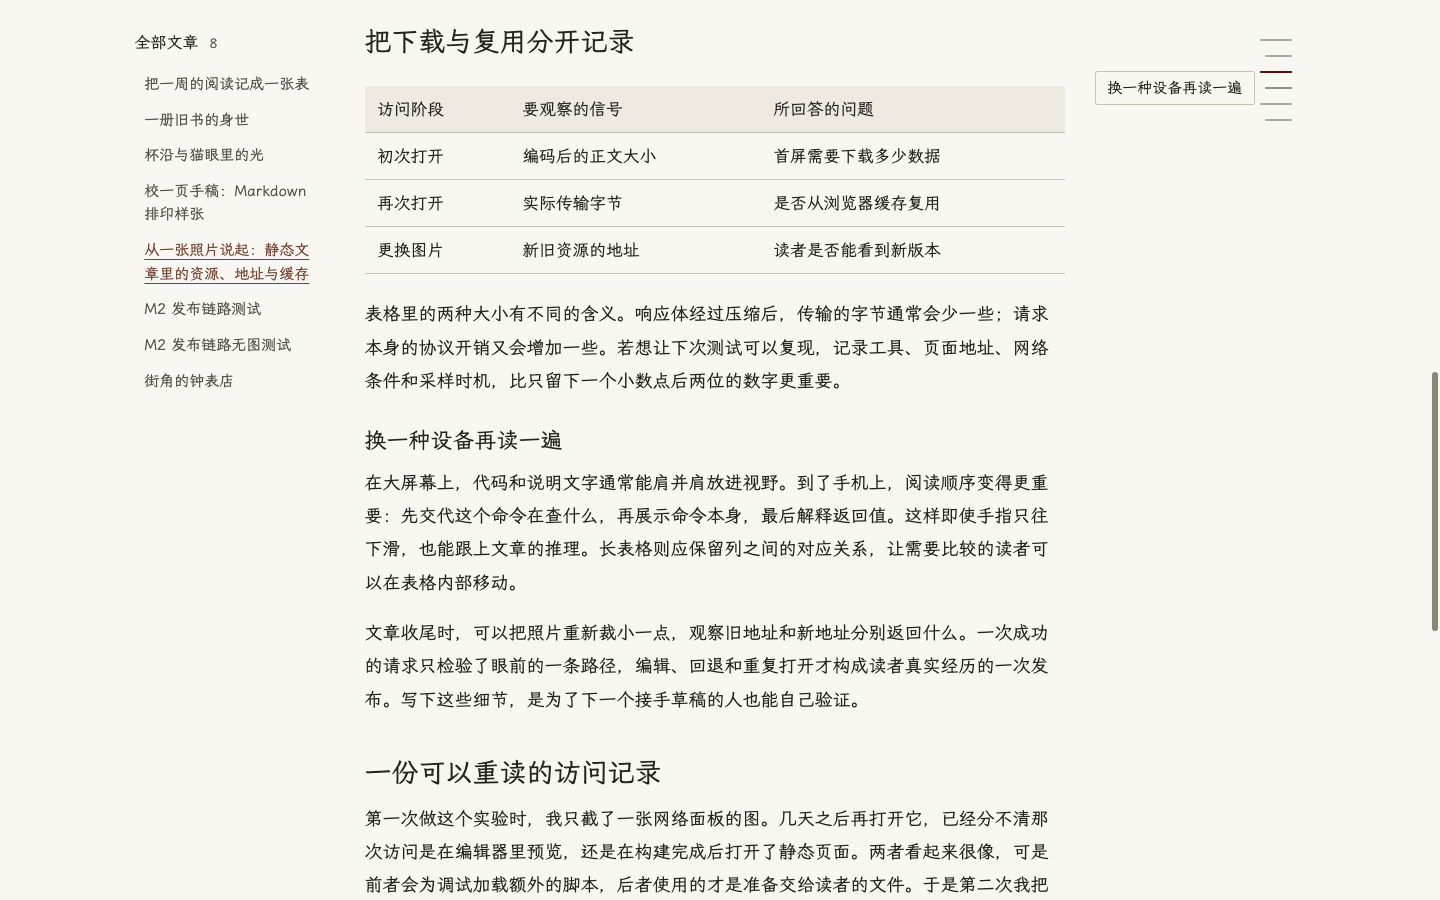 全部文章 8
把一周的阅读记成一张表
一册旧书的身世
杯沿与猫眼里的光
校一页手稿：Markdown
排印样张
从一张照片说起：静态文
章里的资源、地址与缓存
M2 发布链路测试
M2 发布链路无图测试
街角的钟表店
把下载与复用分开记录
访问阶段 要观察的信号 所回答的问题
初次打开 编码后的正文大小 首屏需要下载多少数据
再次打开 实际传输字节 是否从浏览器缓存复用
更换图片 新旧资源的地址 读者是否能看到新版本
表格里的两种大小有不同的含义。响应体经过压缩后，传输的字节通常会少一些；请求
本身的协议开销又会增加一些。若想让下次测试可以复现，记录工具、页面地址、网络
条件和采样时机，比只留下一个小数点后两位的数字更重要。
换一种设备再读一遍
在大屏幕上，代码和说明文字通常能肩并肩放进视野。到了手机上，阅读顺序变得更重
要：先交代这个命令在查什么，再展示命令本身，最后解释返回值。这样即使手指只往
下滑，也能跟上文章的推理。长表格则应保留列之间的对应关系，让需要比较的读者可
以在表格内部移动。
文章收尾时，可以把照片重新裁小一点，观察旧地址和新地址分别返回什么。一次成功
的请求只检验了眼前的一条路径，编辑、回退和重复打开才构成读者真实经历的一次发
布。写下这些细节，是为了下一个接手草稿的人也能自己验证。
一份可以重读的访问记录
第一次做这个实验时，我只截了一张网络面板的图。几天之后再打开它，已经分不清那
次访问是在编辑器里预览，还是在构建完成后打开了静态页面。两者看起来很像，可是
前者会为调试加载额外的脚本，后者使用的才是准备交给读者的文件。于是第二次我把
换一种设备再读一遍